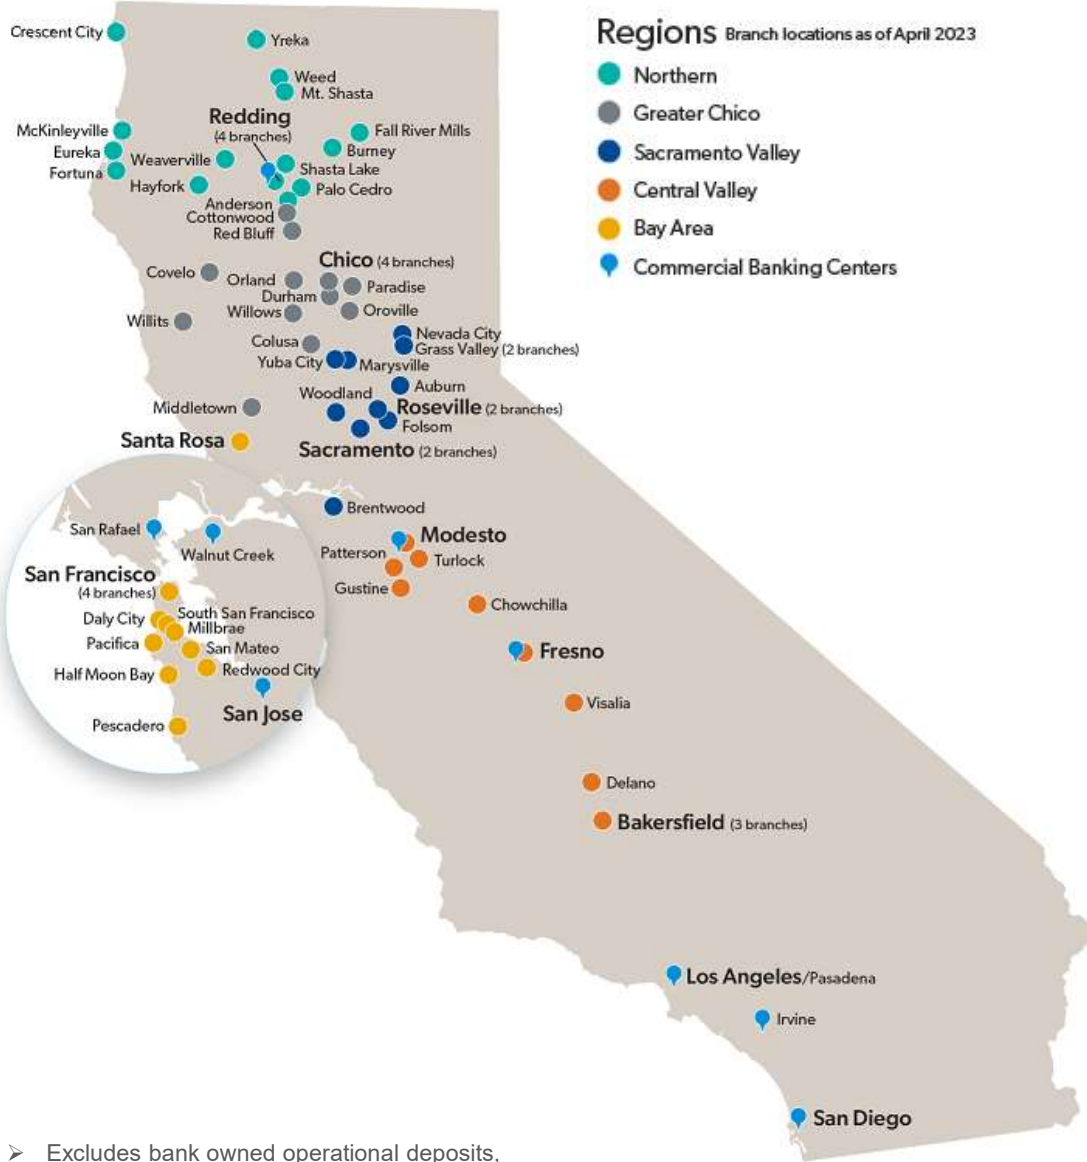 Regions Branch locations as of April 2023
Northern
Greater Chico
Sacramento Valley
Central Valley
Bay Area
Commercial Banking Centers
Crescent City
Yreka
Weed
Mt. Shasta
Redding
(4 branches)
McKinleyville
Fall River Mills
Eureka
Burney
Weaverville
Fortuna
Shasta Lake
Hayfork
Palo Cedro
Anderson
Cottonwood
Red Bluff
Chico (4 branches)
Covelo
Orland
Paradise
Durham
Willows
Oroville
Willits
Nevada City
Colusa
Grass Valley (2 branches)
Yuba City
Marysville
Auburn
Woodland
Middletown
Roseville (2 branches)
Folsom
Santa Rosa
Sacramento (2 branches)
Brentwood
San Rafael
Modesto
Walnut Creek
Patterson
Turlock
San Francisco
(4 branches)
Gustine
Chowchilla
Daly City
South San Francisco
Millbrae
Pacifica
San Mateo
Fresno
Half Moon Bay
Redwood City
San Jose
Visalia
Pescadero
Delano
Bakersfield (3 branches)
Los Angeles/Pasadena
Irvine
San Diego
➢ Excludes bank owned operational deposits,